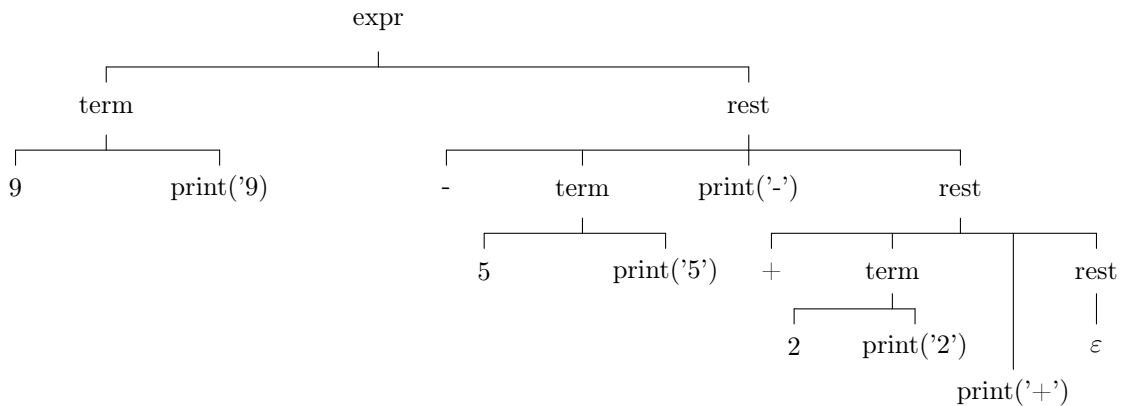 expr
term rest
9 print('9) - term print('-') rest
5 print('5') + term rest
2 print('2') ε
print('+')